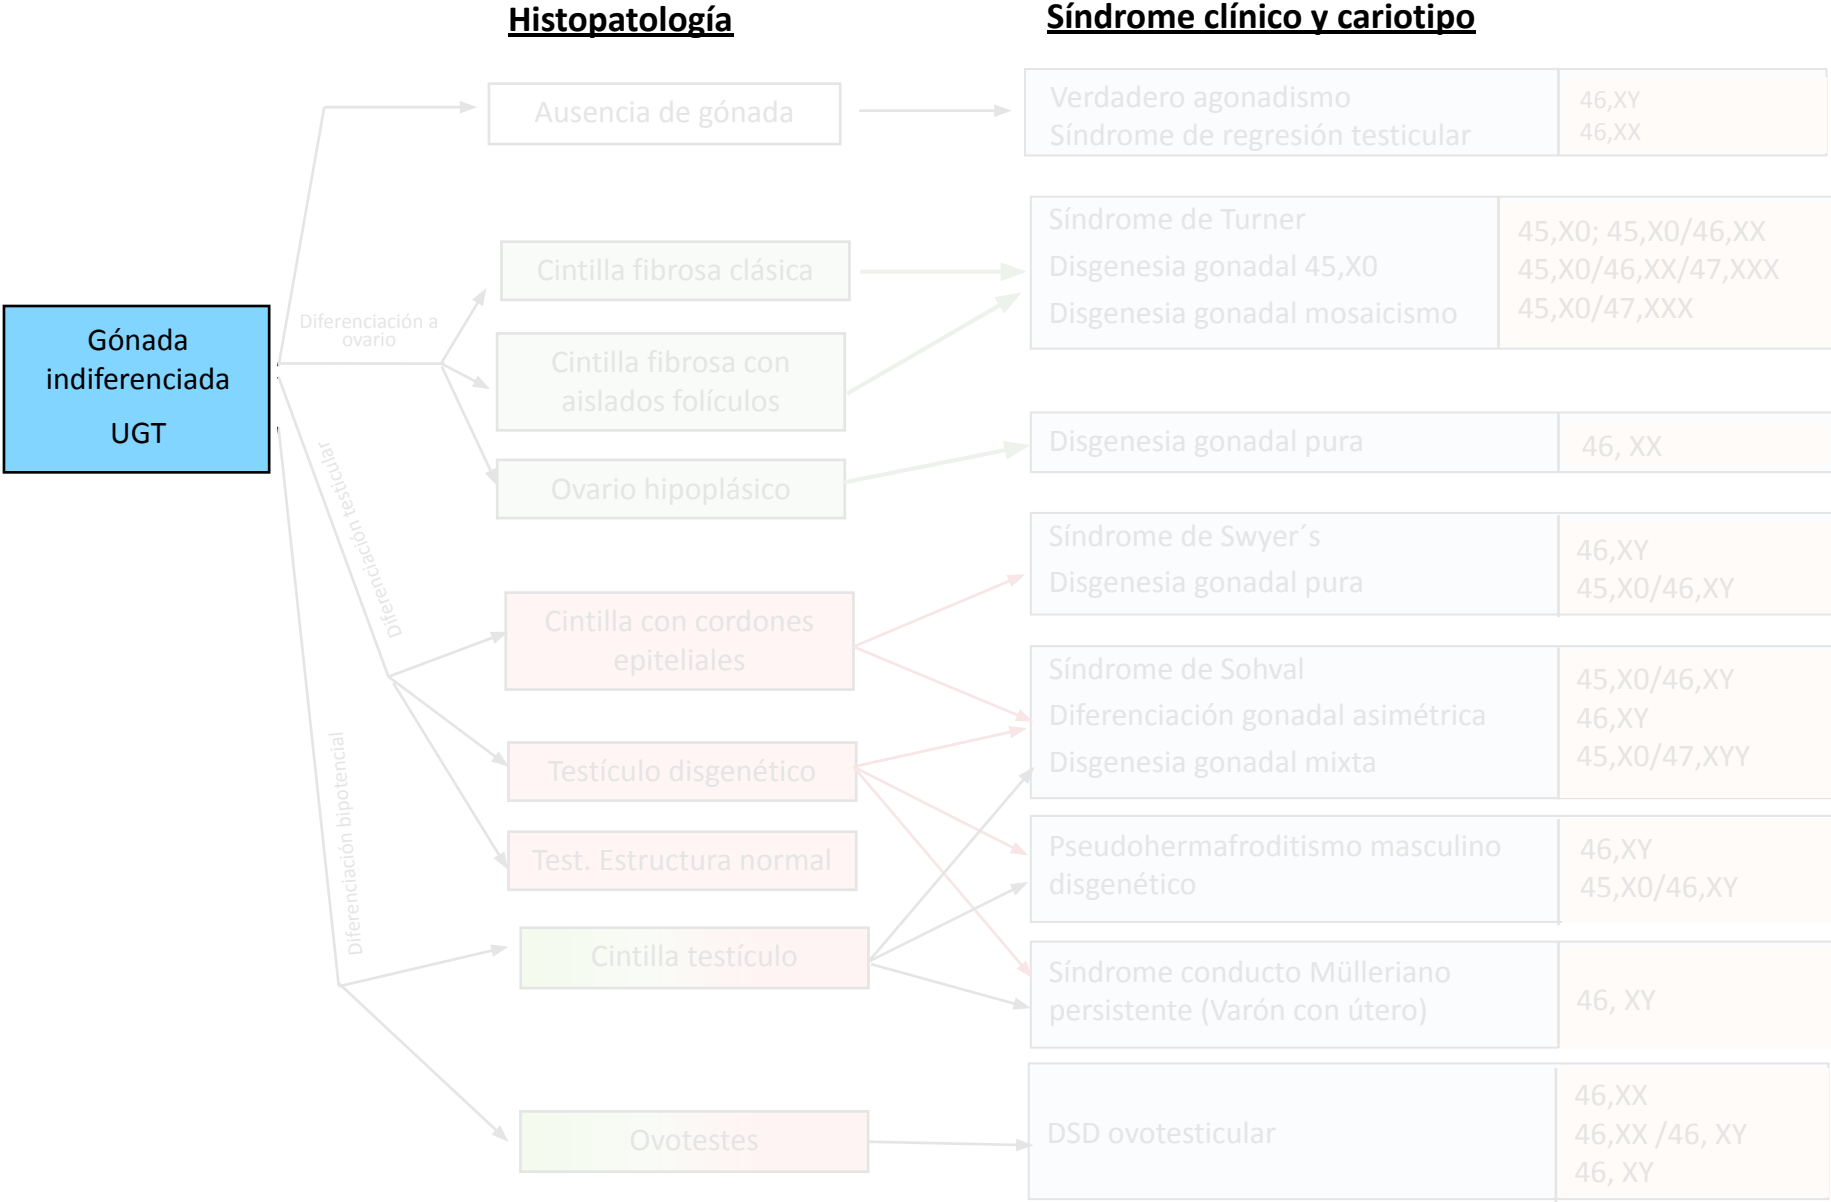 Histopatología
Síndrome clínico y cariotipo
Ausencia de gónada
Verdadero agonadismo
Síndrome de regresión testicular
46,XY
46,XX
Cintilla fibrosa clásica
Síndrome de Turner
Disgenesia gonadal 45,X0
Disgenesia gonadal mosaicismo
45,X0; 45,X0/46,XX
45,X0/46,XX/47,XXX
45,X0/47,XXX
Diferenciación a
ovario
Gónada
indiferenciada
UGT
Cintilla fibrosa con
aislados folículos
Disgenesia gonadal pura
46, XX
Ovario hipoplásico
Diferenciación testicular
Síndrome de Swyer´s
Disgenesia gonadal pura
46,XY
45,X0/46,XY
Cintilla con cordones
epiteliales
Síndrome de Sohval
Diferenciación gonadal asimétrica
Disgenesia gonadal mixta
45,X0/46,XY
46,XY
45,X0/47,XYY
Testículo disgenético
Diferenciación bipotencial
Test. Estructura normal
Pseudohermafroditismo masculino
disgenético
46,XY
45,X0/46,XY
Cintilla testículo
Síndrome conducto Mülleriano
persistente (Varón con útero)
46, XY
Ovotestes
DSD ovotesticular
46,XX
46,XX /46, XY
46, XY